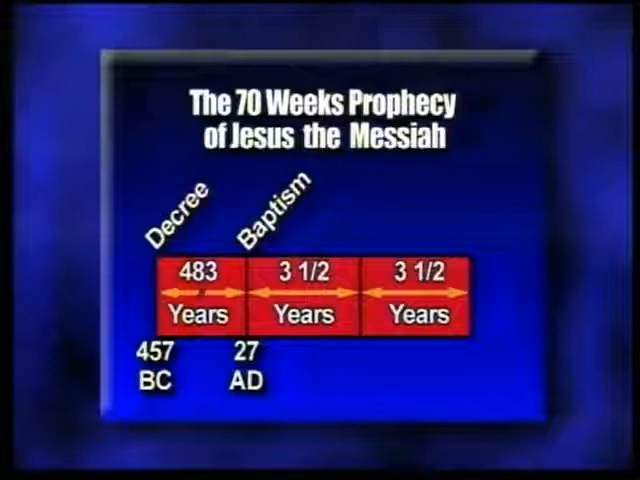 The 70 Weeks Prophecy
of Jesus the Messiah
Decree
Baptism
483
Years
3 1/2
Years
3 1/2
Years
457
BC
27
AD